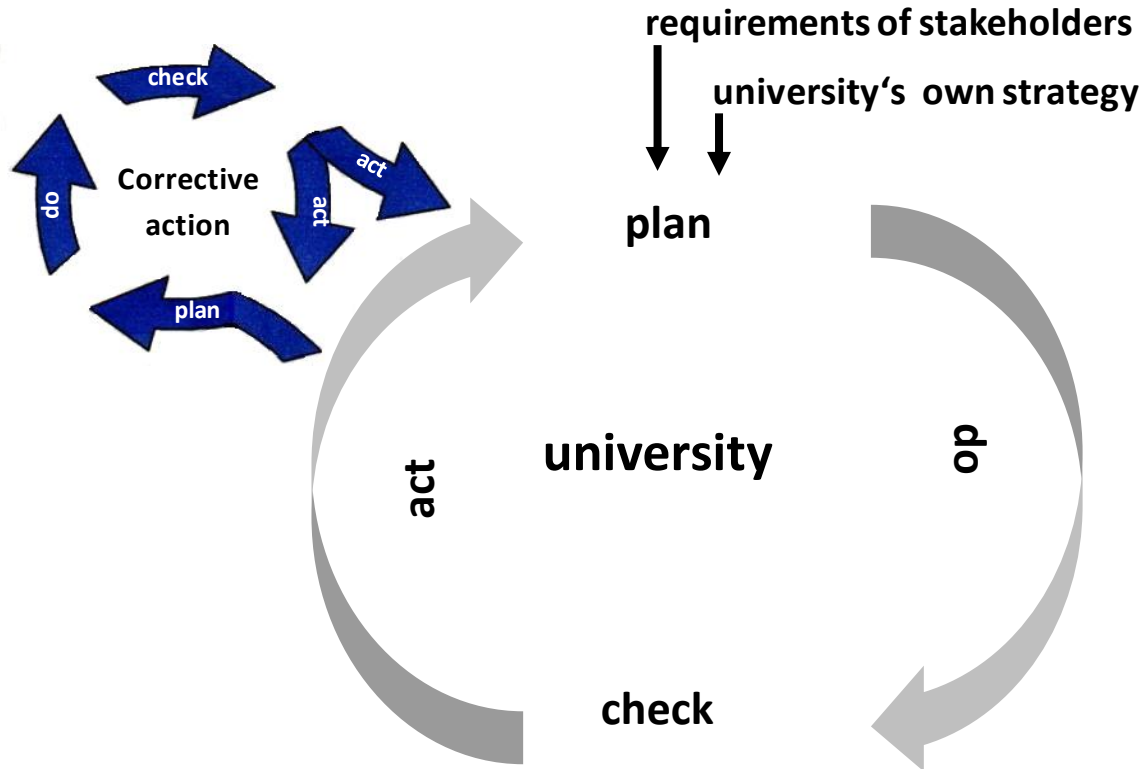 requirements of stakeholders
university‘s own strategy
check
Corrective
action
act
act
do
plan
plan
university
do
act
check